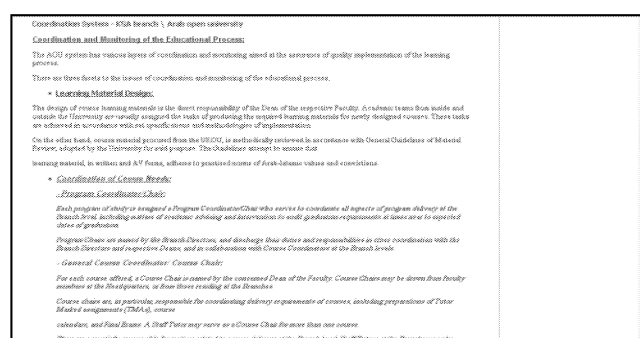 Coordination System - KSA branch \ Arab open university
Coordination and Monitoring of the Educational Process:
The AOU system has various layers of coordination and monitoring aimed at the assurance of quality implementation of the learning
process.
There are three facets to the issues of coordination and monitoring of the educational process.
• Learning Material Design:
The design of course learning materials is the direct responsibility of the Dean of the respective Faculty. Academic teams from inside and
outside the University are usually assigned the tasks of producing the required learning materials for newly designed courses. These tasks
are achieved in accordance with set specifications and methodologies of implementation.
On the other hand, course material procured from the UKOU, is methodically reviewed in accordance with General Guidelines of Material
Review, adopted by the University for said purpose. The Guidelines attempt to ensure that
learning material, in written and AV forms, adheres to practiced norms of Arab-Islamic values and convictions.
• Coordination of Course Needs:
- Program Coordinator/Chair:
Each program of study is assigned a Program Coordinator/Chair who serves to coordinate all aspects of program delivery at the
Branch level, including matters of academic advising and intervention to audit graduation requirements at times near to expected
dates of graduation.
Program Chairs are named by the Branch Directors, and discharge their duties and responsibilities in close coordination with the
Branch Directors and respective Deans, and in collaboration with Course Coordinators at the Branch levels
- General Course Coordinator: Course Chair:
For each course offered, a Course Chair is named by the concerned Dean of the Faculty. Course Chairs may be drawn from faculty
members at the Headquarters, or from those residing at the Branches
Course chairs are, in particular, responsible for coordinating delivery requirements of courses, including preparations of Tutor
Marked assignments (TMAs), course
calendars, and Final Exams. A Staff Tutor may serve as a Course Chair for more than one course